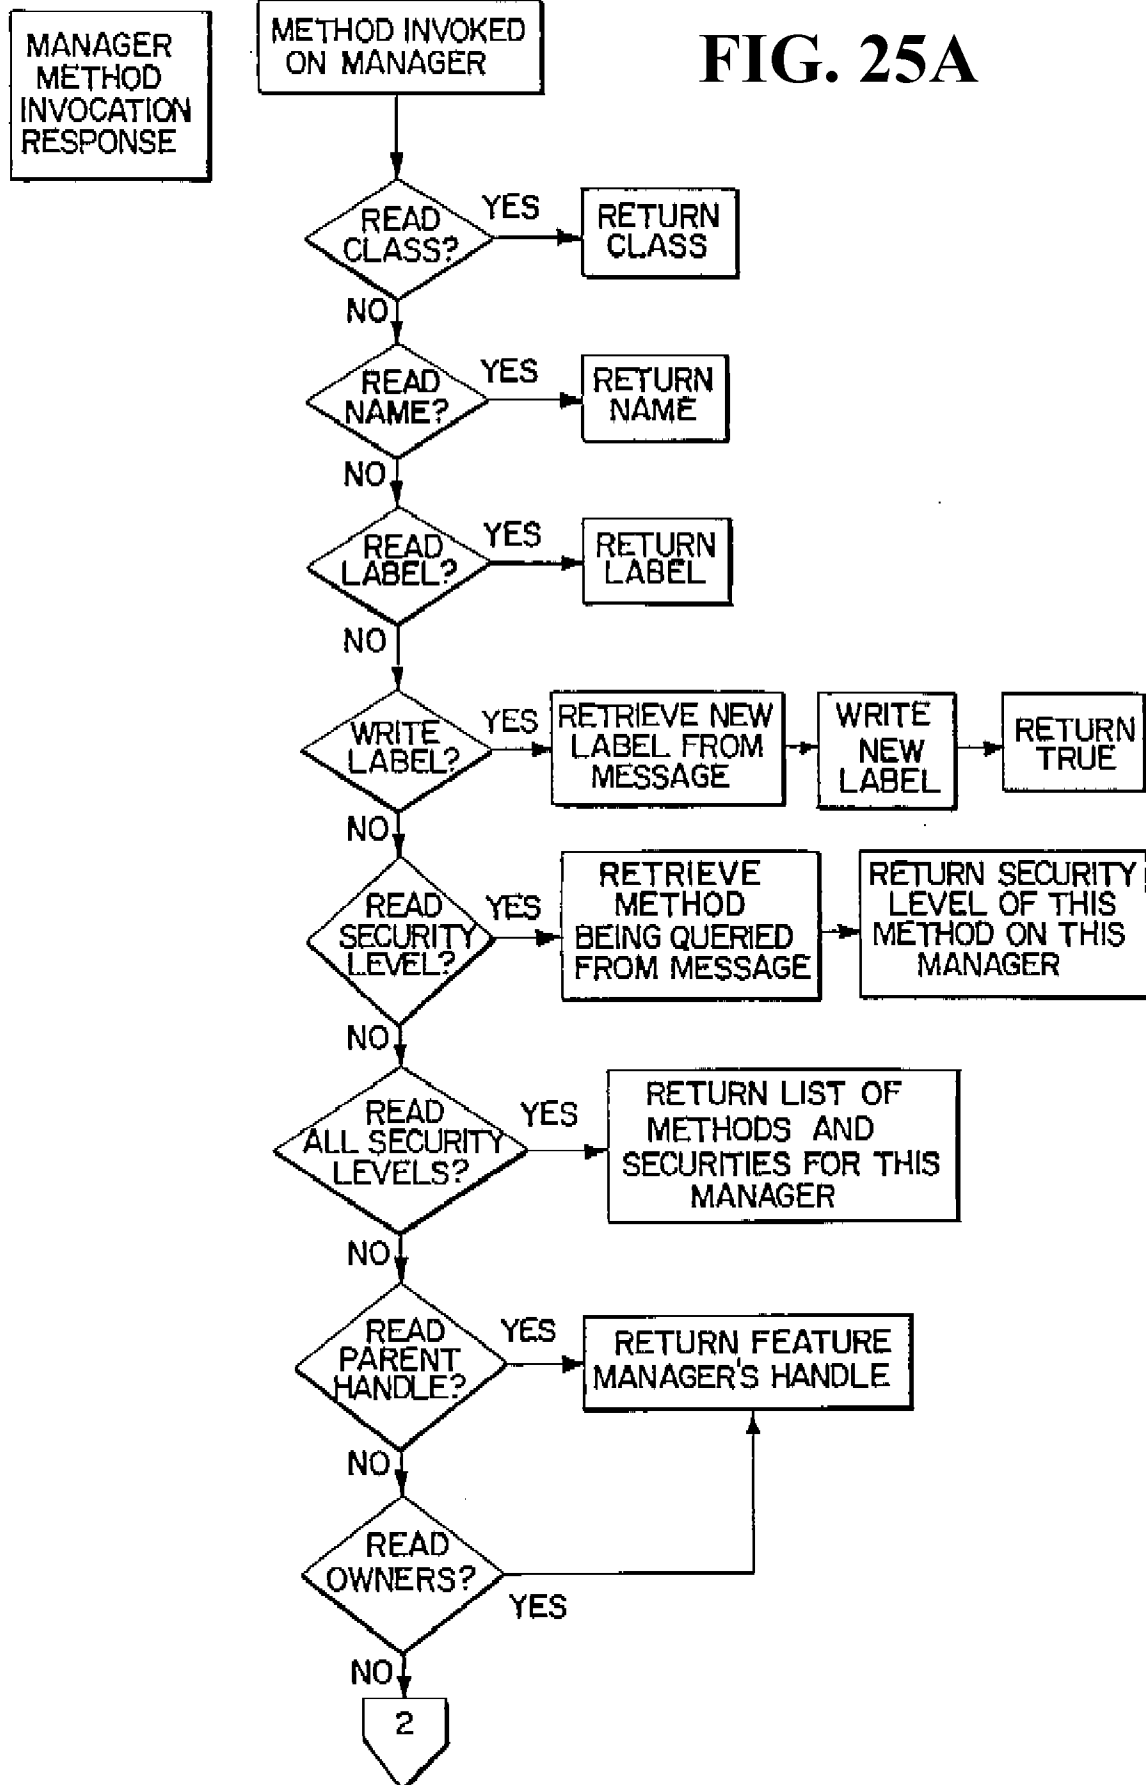 MANAGER
METHOD
INVOCATION
RESPONSE
METHOD INVOKED
ON MANAGER
FIG. 25A
READ
CLASS?
YES
RETURN
CLASS
NO
READ
NAME?
YES
RETURN
NAME
NO
READ
LABEL?
YES
RETURN
LABEL
NO
WRITE
LABEL?
YES
RETRIEVE NEW
LABEL FROM
MESSAGE
WRITE
NEW
LABEL
RETURN
TRUE
NO
READ
SECURITY
LEVEL?
YES
RETRIEVE
METHOD
BEING QUERIED
FROM MESSAGE
RETURN SECURITY
LEVEL OF THIS
METHOD ON THIS
MANAGER
NO
READ
ALL SECURITY
LEVELS?
YES
RETURN LIST OF
METHODS AND
SECURITIES FOR THIS
MANAGER
NO
READ
PARENT
HANDLE?
YES
RETURN FEATURE
MANAGER'S HANDLE
NO
READ
OWNERS?
YES
NO
2